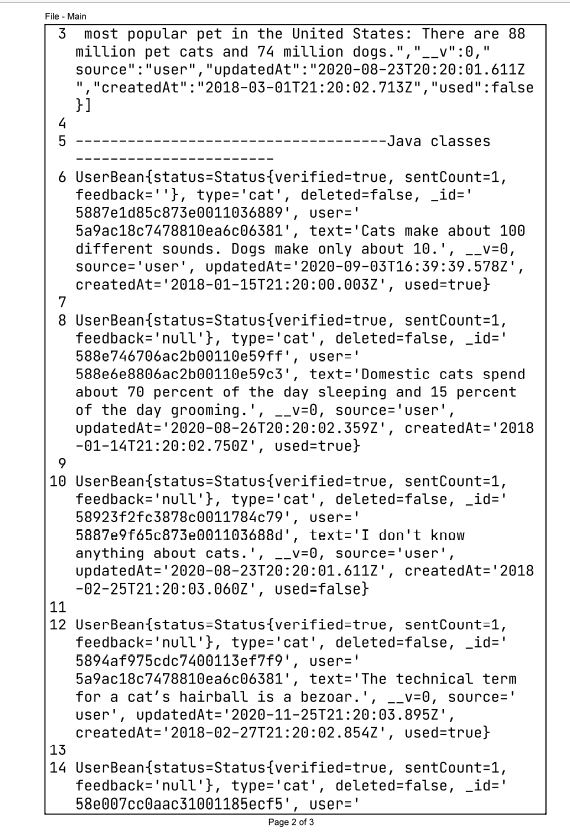 File - Main
3  most popular pet in the United States: There are 88
million pet cats and 74 million dogs.","__v":0,"
source":"user","updatedAt":"2020-08-23T20:20:01.611Z
","createdAt":"2018-03-01T21:20:02.713Z","used":false
}]
4
5 ------------------------------------Java classes
-----------------------
6 UserBean{status=Status{verified=true, sentCount=1,
feedback=''}, type='cat', deleted=false, _id='
5887e1d85c873e0011036889', user='
5a9ac18c7478810ea6c06381', text='Cats make about 100
different sounds. Dogs make only about 10.', __v=0,
source='user', updatedAt='2020-09-03T16:39:39.578Z',
createdAt='2018-01-15T21:20:00.003Z', used=true}
7
8 UserBean{status=Status{verified=true, sentCount=1,
feedback='null'}, type='cat', deleted=false, _id='
588e746706ac2b00110e59ff', user='
588e6e8806ac2b00110e59c3', text='Domestic cats spend
about 70 percent of the day sleeping and 15 percent
of the day grooming.', __v=0, source='user',
updatedAt='2020-08-26T20:20:02.359Z', createdAt='2018
-01-14T21:20:02.750Z', used=true}
9
10 UserBean{status=Status{verified=true, sentCount=1,
feedback='null'}, type='cat', deleted=false, _id='
58923f2fc3878c0011784c79', user='
5887e9f65c873e001103688d', text='I don't know
anything about cats.', __v=0, source='user',
updatedAt='2020-08-23T20:20:01.611Z', createdAt='2018
-02-25T21:20:03.060Z', used=false}
11
12 UserBean{status=Status{verified=true, sentCount=1,
feedback='null'}, type='cat', deleted=false, _id='
5894af975cdc7400113ef7f9', user='
5a9ac18c7478810ea6c06381', text='The technical term
for a cat’s hairball is a bezoar.', __v=0, source='
user', updatedAt='2020-11-25T21:20:03.895Z',
createdAt='2018-02-27T21:20:02.854Z', used=true}
13
14 UserBean{status=Status{verified=true, sentCount=1,
feedback='null'}, type='cat', deleted=false, _id='
58e007cc0aac31001185ecf5', user='
Page 2 of 3